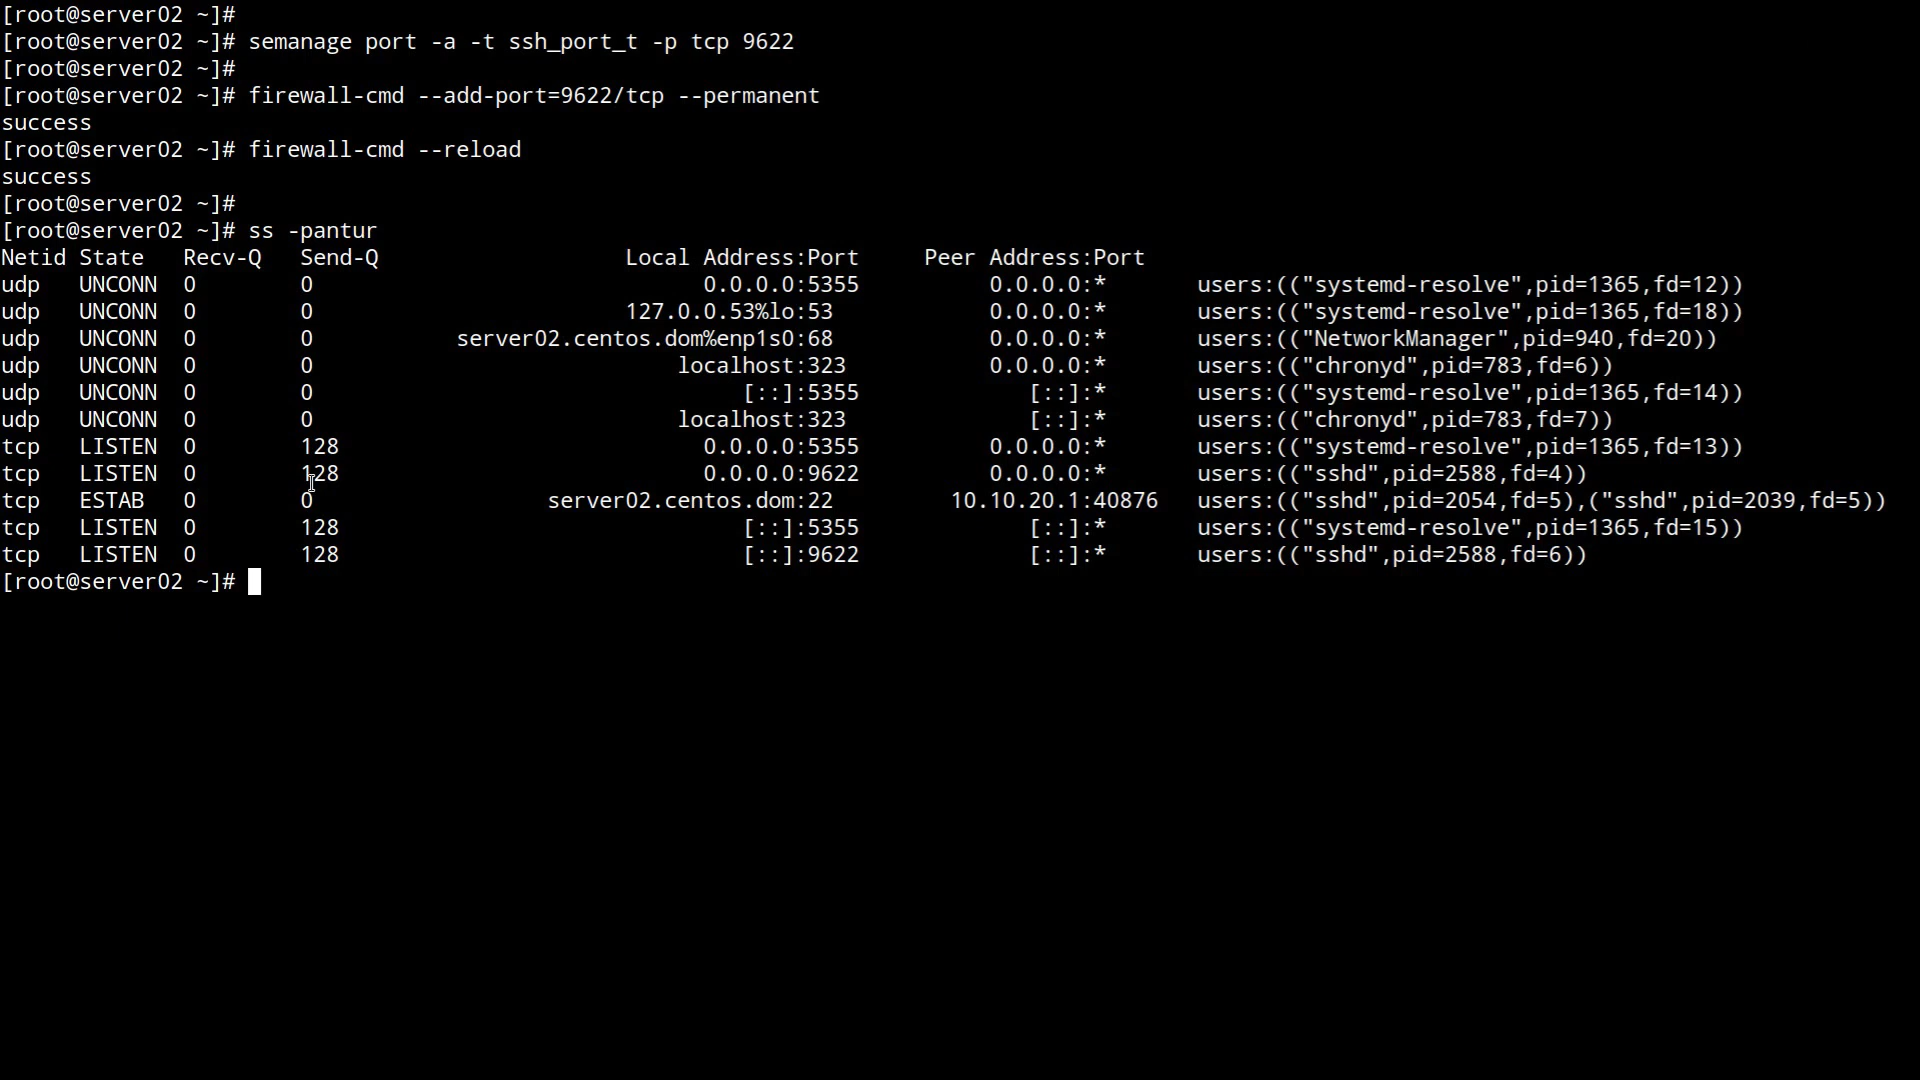 [root@server02 ~]#
[root@server02 ~]# semanage port -a -t ssh_port_t -p tcp 9622
[root@server02 ~]#
[root@server02 ~]# firewall-cmd --add-port=9622/tcp --permanent
success
[root@server02 ~]# firewall-cmd --reload
success
[root@server02 ~]#
[root@server02 ~]# ss -pantur
Netid State   Recv-Q   Send-Q                   Local Address:Port     Peer Address:Port
udp   UNCONN  0        0                              0.0.0.0:5355          0.0.0.0:*       users:(("systemd-resolve",pid=1365,fd=12))
udp   UNCONN  0        0                        127.0.0.53%lo:53            0.0.0.0:*       users:(("systemd-resolve",pid=1365,fd=18))
udp   UNCONN  0        0           server02.centos.dom%enp1s0:68            0.0.0.0:*       users:(("NetworkManager",pid=940,fd=20))
udp   UNCONN  0        0                            localhost:323           0.0.0.0:*       users:(("chronyd",pid=783,fd=6))
udp   UNCONN  0        0                                 [::]:5355             [::]:*       users:(("systemd-resolve",pid=1365,fd=14))
udp   UNCONN  0        0                            localhost:323              [::]:*       users:(("chronyd",pid=783,fd=7))
tcp   LISTEN  0        128                            0.0.0.0:5355          0.0.0.0:*       users:(("systemd-resolve",pid=1365,fd=13))
tcp   LISTEN  0        128                            0.0.0.0:9622          0.0.0.0:*       users:(("sshd",pid=2588,fd=4))
tcp   ESTAB   0        0                  server02.centos.dom:22         10.10.20.1:40876   users:(("sshd",pid=2054,fd=5),("sshd",pid=2039,fd=5))
tcp   LISTEN  0        128                               [::]:5355             [::]:*       users:(("systemd-resolve",pid=1365,fd=15))
tcp   LISTEN  0        128                               [::]:9622             [::]:*       users:(("sshd",pid=2588,fd=6))
[root@server02 ~]#